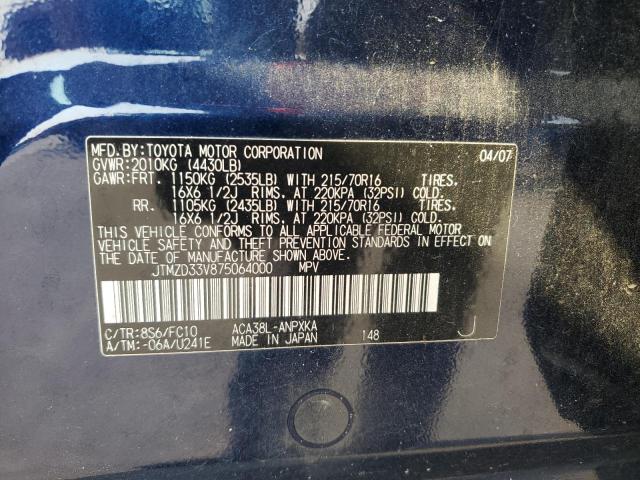 MFD.BY:TOYOTA MOTOR CORPORATION 04/07
GVWR:2010KG (4430LB)
GAWR:FRT. 1150KG (2535LB) WITH 215/70R16 TIRES.
16X6 1/2J RIMS. AT 220KPA (32PSI) COLD.
RR. 1105KG (2435LB) WITH 215/70R16 TIRES.
16X6 1/2J RIMS. AT 220KPA (32PSI) COLD.
THIS VEHICLE CONFORMS TO ALL APPLICABLE FEDERAL MOTOR
VEHICLE SAFETY AND THEFT PREVENTION STANDARDS IN EFFECT
ON THE DATE OF MANUFACTURE SHOWN ABOVE.
JTMZD33V875064000 MPV
C/TR:8S6/FC10 ACA38L-ANPXKA
A/TM:-06A/U241E MADE IN JAPAN 148 J